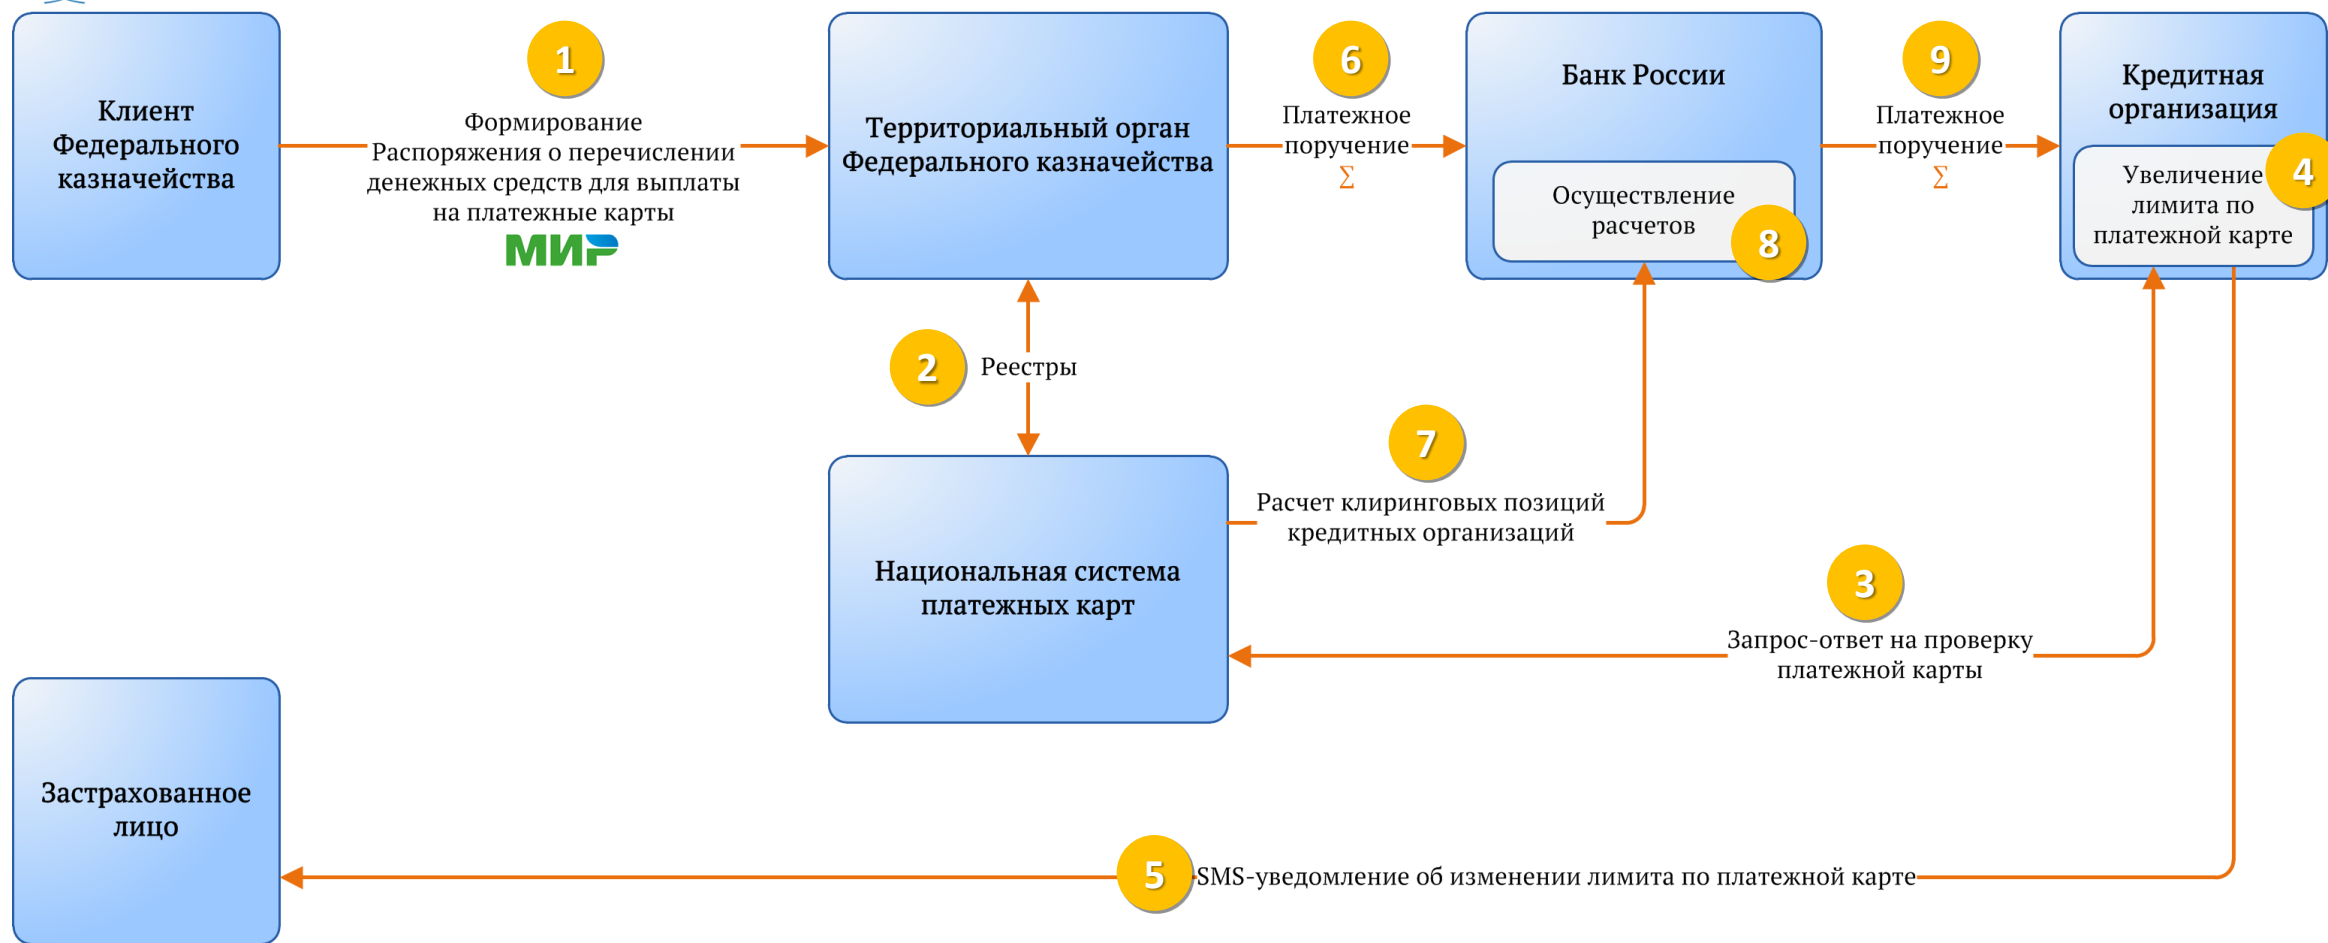 Клиент
Федерального
казначейства
1
Формирование
Распоряжения о перечислении
денежных средств для выплаты
на платежные карты
МИР
Территориальный орган
Федерального казначейства
6
Платежное
поручение
∑
Банк России
Осуществление
расчетов
8
9
Платежное
поручение
∑
Кредитная
организация
Увеличение
лимита по
платежной карте
4
2
Реестры
7
Расчет клиринговых позиций
кредитных организаций
Национальная система
платежных карт
3
Запрос-ответ на проверку
платежной карты
Застрахованное
лицо
5
SMS-уведомление об изменении лимита по платежной карте